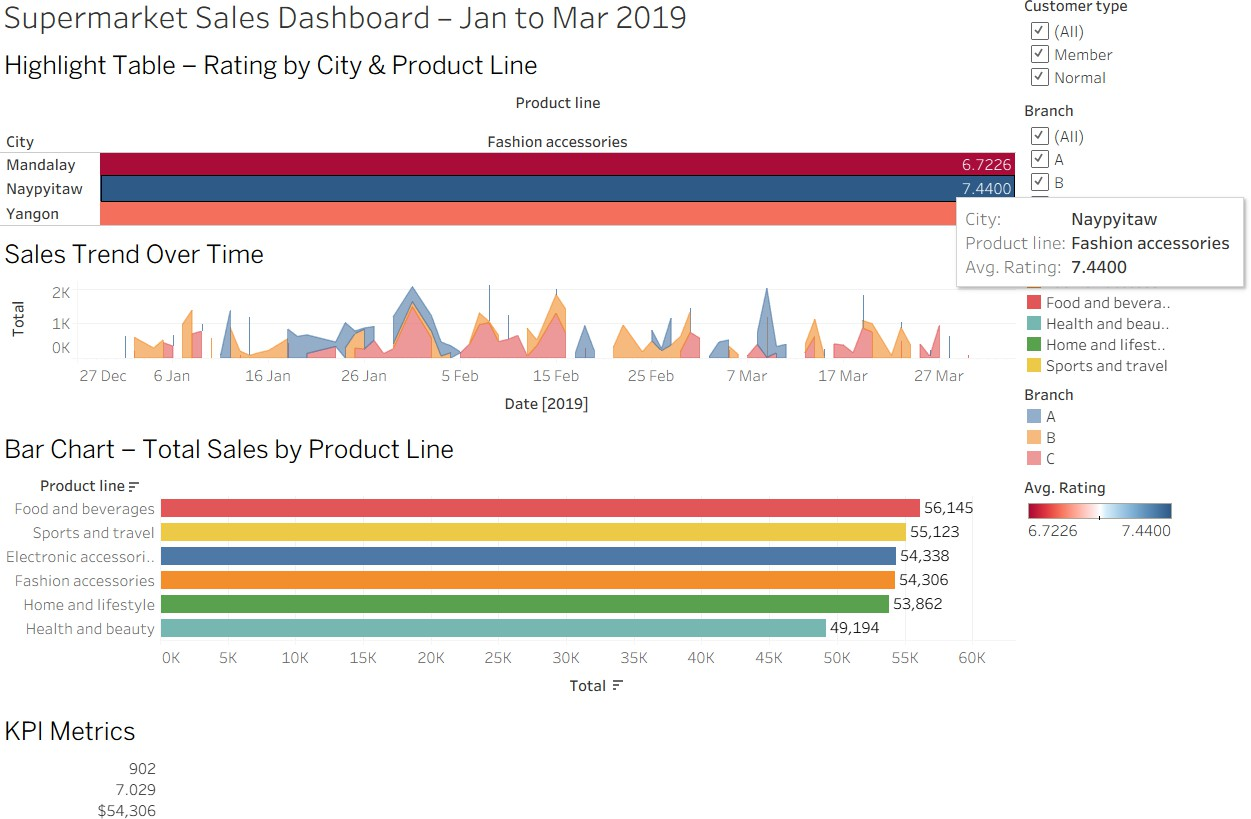 Supermarket Sales Dashboard – Jan to Mar 2019
Highlight Table – Rating by City & Product Line
Product line
City Fashion accessories
Mandalay 6.7226
Naypyitaw 7.4400
Yangon
Sales Trend Over Time
Total
2K
1K
0K
27 Dec 6 Jan 16 Jan 26 Jan 5 Feb 15 Feb 25 Feb 7 Mar 17 Mar 27 Mar
Date [2019]
Bar Chart – Total Sales by Product Line
Product line
Food and beverages 56,145
Sports and travel 55,123
Electronic accessori.. 54,338
Fashion accessories 54,306
Home and lifestyle 53,862
Health and beauty 49,194
0K 5K 10K 15K 20K 25K 30K 35K 40K 45K 50K 55K 60K
Total
KPI Metrics
902
7.029
$54,306
Customer type
(All)
Member
Normal
Branch
(All)
A
B
City: Naypyitaw
Product line: Fashion accessories
Avg. Rating: 7.4400
Food and bevera..
Health and beau..
Home and lifest..
Sports and travel
Branch
A
B
C
Avg. Rating
6.7226 7.4400